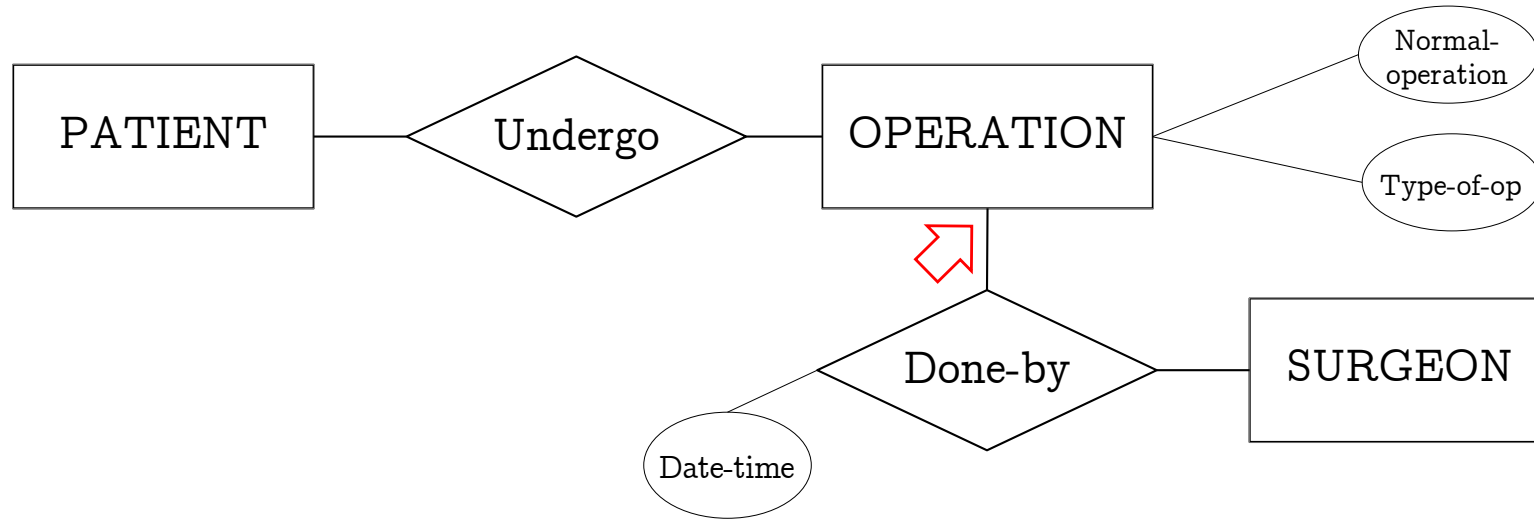 PATIENT
Undergo
OPERATION
Normal-
operation
Type-of-op
Done-by
SURGEON
Date-time